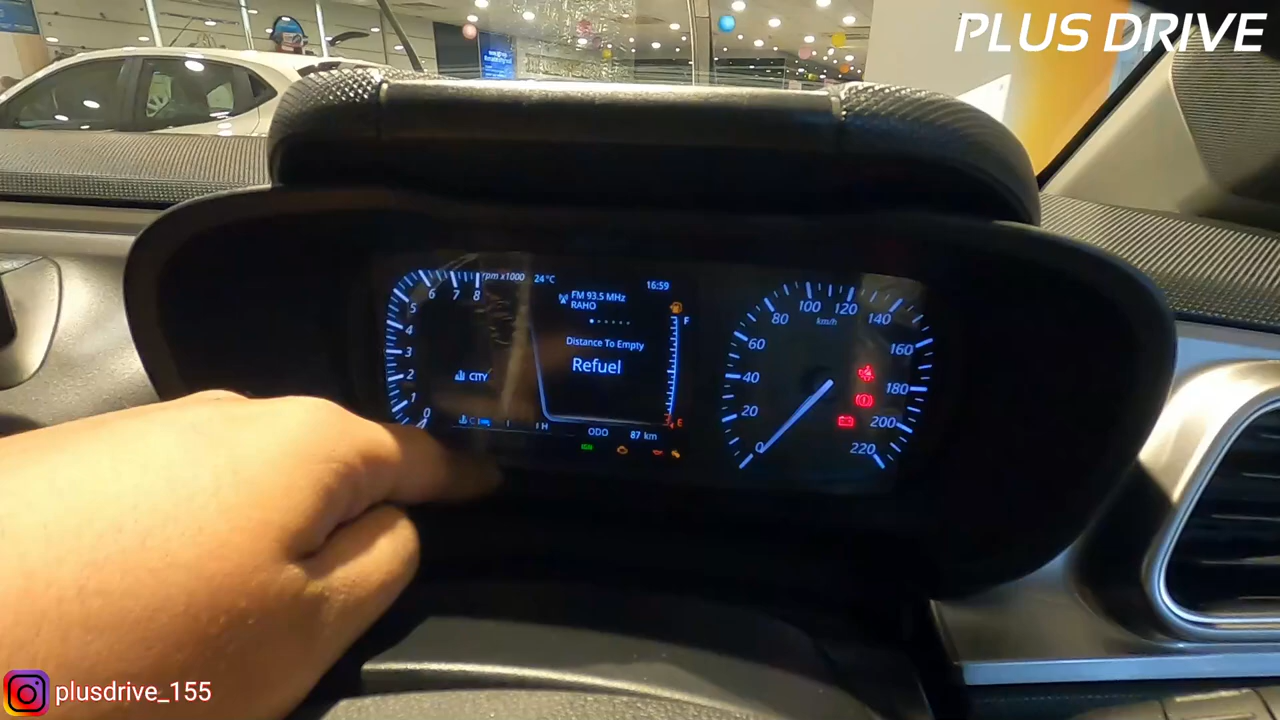 PLUS DRIVE
rpm x1000
24°C
16:59
FM 93.5 MHz
RAHO
Distance To Empty
Refuel
F
E
0
1
2
3
4
5
6
7
8
CITY
C
H
ODO
87 km
km/h
0
20
40
60
80
100
120
140
160
180
200
220
plusdrive_155